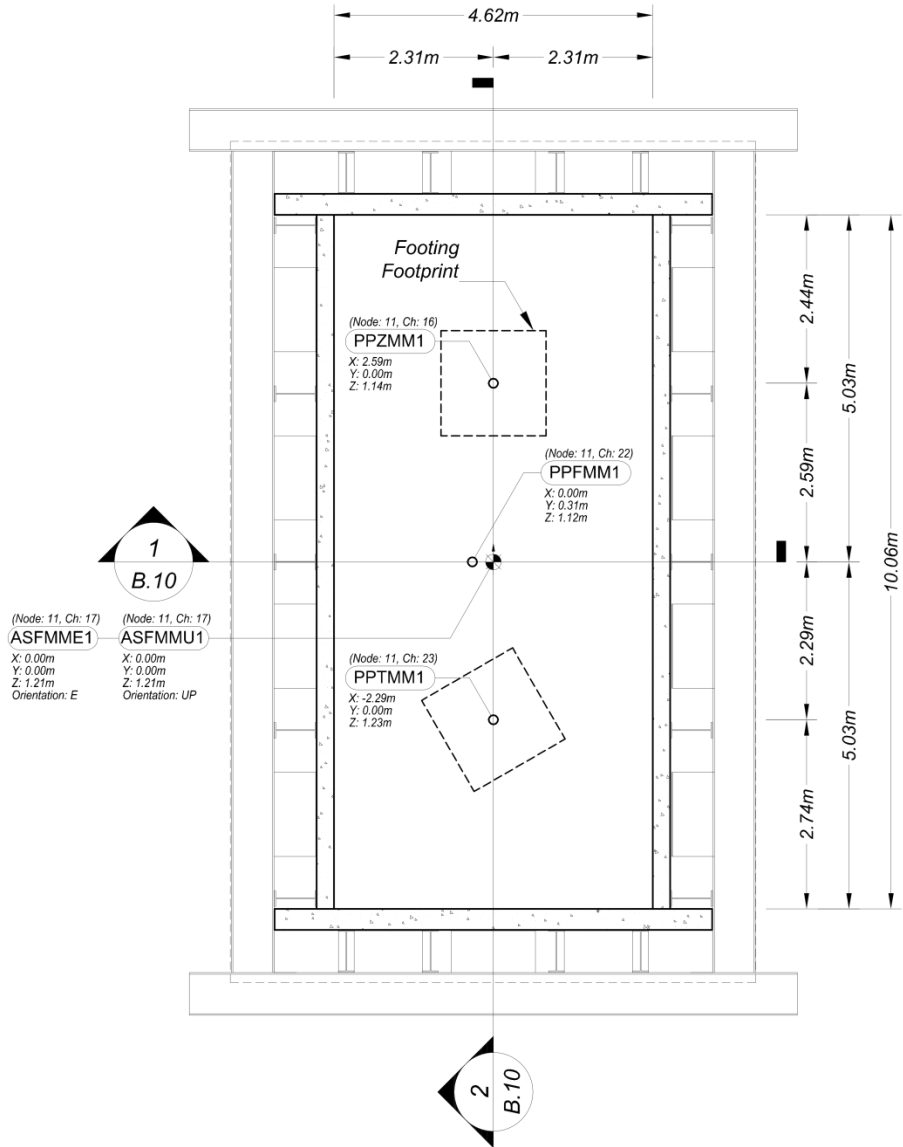 4.62m
2.31m
2.31m
Footing
Footprint
(Node: 11, Ch: 16)
PPZMM1
X: 2.59m
Y: 0.00m
Z: 1.14m
2.44m
5.03m
2.59m
10.06m
(Node: 11, Ch: 22)
PPFMM1
X: 0.00m
Y: 0.31m
Z: 1.12m
1
B.10
(Node: 11, Ch: 17)
ASFMME1
X: 0.00m
Y: 0.00m
Z: 1.21m
Orientation: E
(Node: 11, Ch: 17)
ASFMMU1
X: 0.00m
Y: 0.00m
Z: 1.21m
Orientation: UP
(Node: 11, Ch: 23)
PPTMM1
X: -2.29m
Y: 0.00m
Z: 1.23m
2.29m
5.03m
2.74m
2
B.10